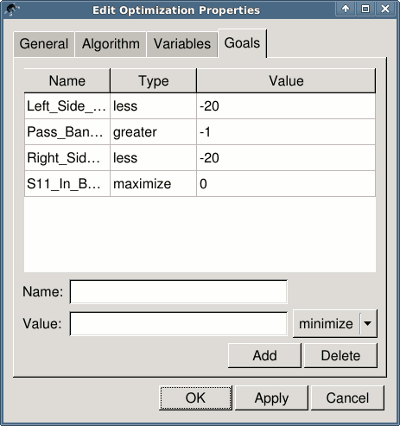 Edit Optimization Properties
General Algorithm Variables Goals
Name Type Value
Left_Side_... less -20
Pass_Ban... greater -1
Right_Sid... less -20
S11_In_B... maximize 0
Name:
Value: minimize
Add Delete
OK Apply Cancel